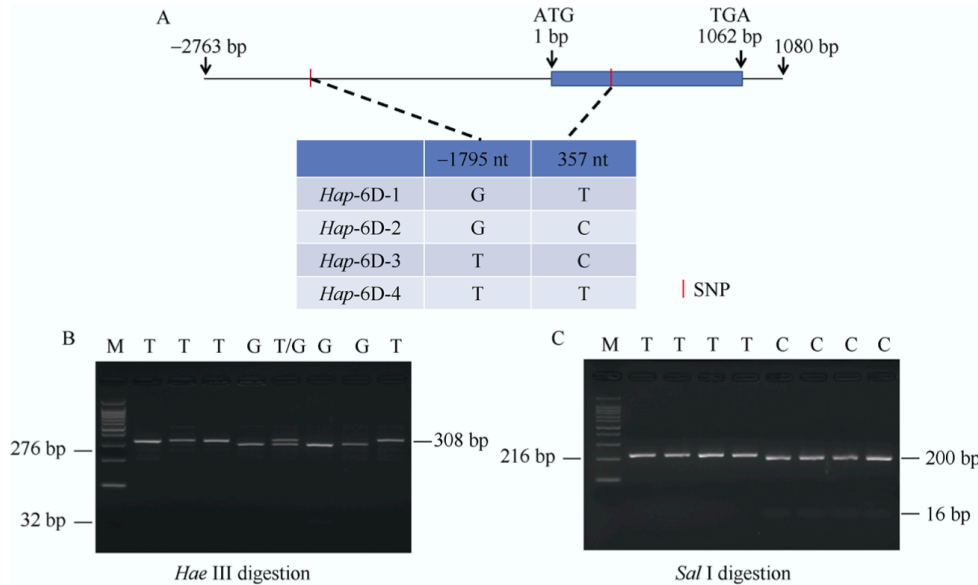 A
ATG
TGA
−2763 bp
1 bp
1062 bp
1080 bp
−1795 nt 357 nt
Hap-6D-1 G T
Hap-6D-2 G C
Hap-6D-3 T C
Hap-6D-4 T T
SNP
B
M T T T G T/G G G T
276 bp
308 bp
32 bp
Hae III digestion
C
M T T T T C C C C
216 bp
200 bp
16 bp
Sal I digestion